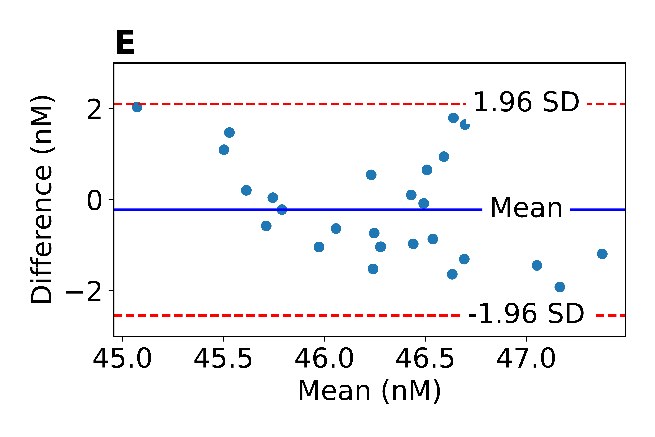 E
Difference (nM)
2
0
−2
1.96 SD
Mean
-1.96 SD
45.0 45.5 46.0 46.5 47.0
Mean (nM)